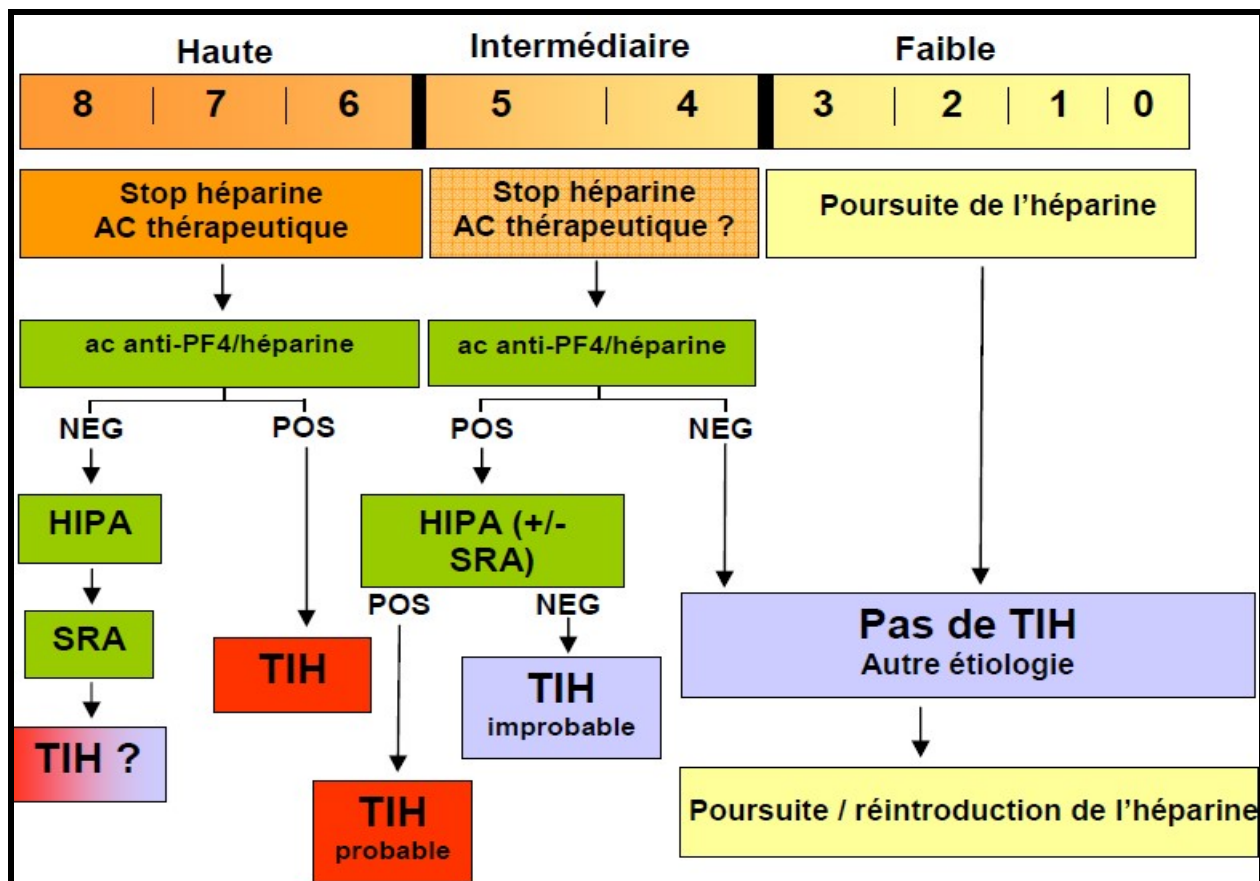 Haute
Intermédiaire
Faible
8 7 6 5 4 3 2 1 0
Stop héparine
AC thérapeutique
Stop héparine
AC thérapeutique ?
Poursuite de l'héparine
ac anti-PF4/héparine
ac anti-PF4/héparine
NEG
POS
POS
NEG
HIPA
HIPA (+/-
SRA)
SRA
POS
NEG
TIH
TIH
improbable
Pas de TIH
Autre étiologie
TIH ?
TIH
probable
Poursuite / réintroduction de l'héparine